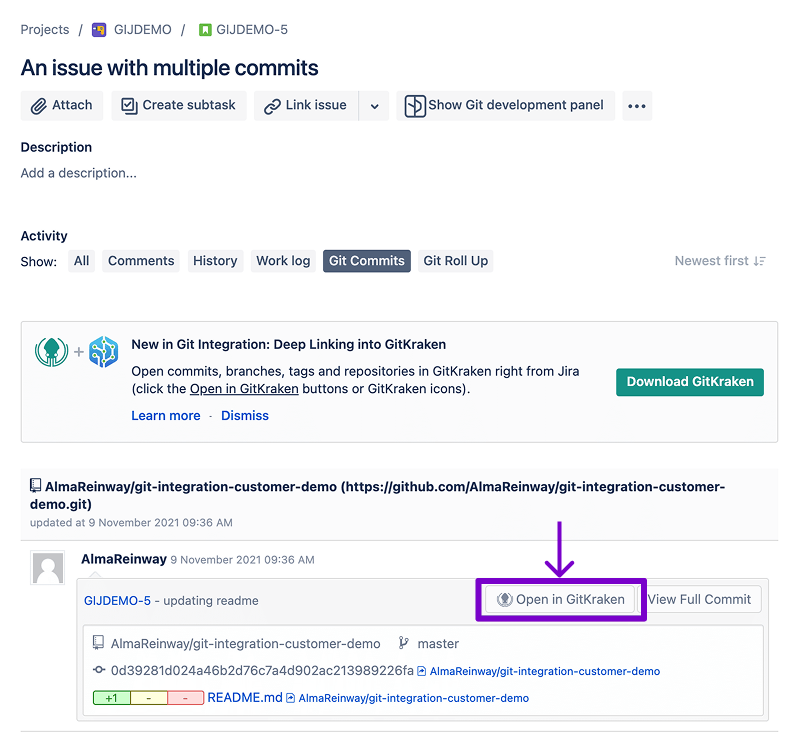 Projects / GIJDEMO / GIJDEMO-5
An issue with multiple commits
Attach Create subtask Link issue Show Git development panel
Description
Add a description...
Activity
Show: All Comments History Work log Git Commits Git Roll Up Newest first
New in Git Integration: Deep Linking into GitKraken
Open commits, branches, tags and repositories in GitKraken right from Jira
(click the Open in GitKraken buttons or GitKraken icons).
Download GitKraken
Learn more · Dismiss
AlmaReinway/git-integration-customer-demo (https://github.com/AlmaReinway/git-integration-customer-
demo.git)
updated at 9 November 2021 09:36 AM
AlmaReinway 9 November 2021 09:36 AM
GIJDEMO-5 - updating readme Open in GitKraken View Full Commit
AlmaReinway/git-integration-customer-demo master
0d39281d024a46b2d76c7a4d902ac213989226fa AlmaReinway/git-integration-customer-demo
+1 - - README.md AlmaReinway/git-integration-customer-demo